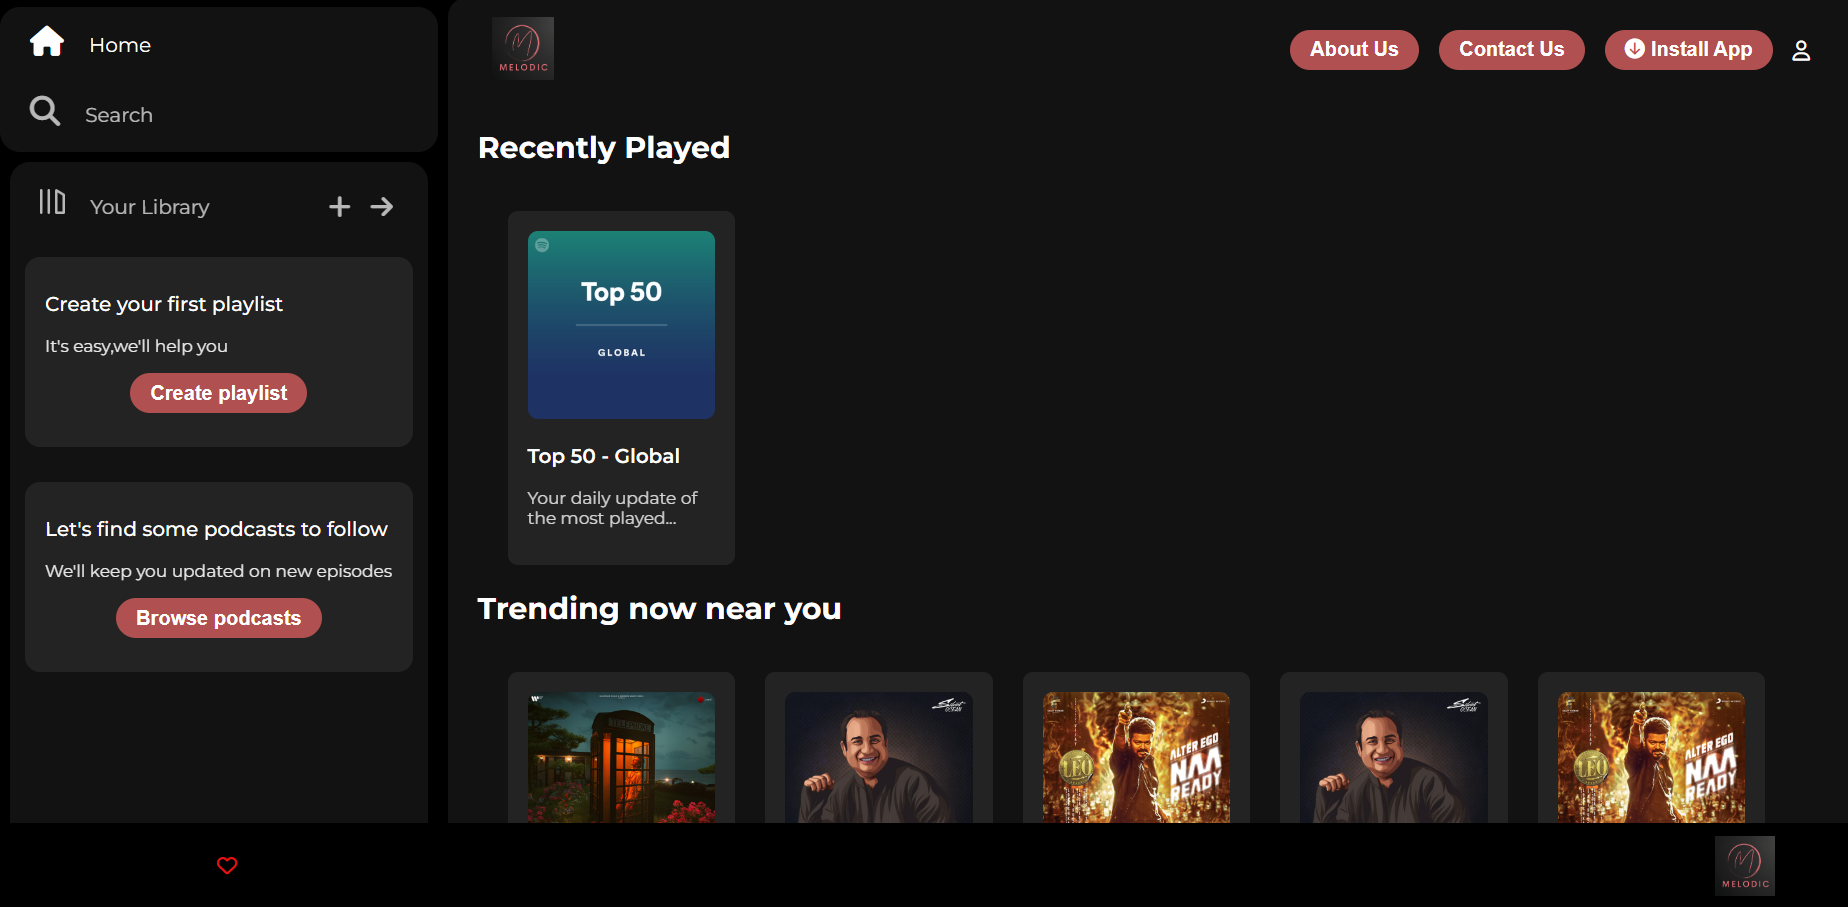 Home
Search
Your Library
Create your first playlist
It's easy,we'll help you
Create playlist
Let's find some podcasts to follow
We'll keep you updated on new episodes
Browse podcasts
MELODIC
About Us
Contact Us
Install App
Recently Played
Top 50
GLOBAL
Top 50 - Global
Your daily update of
the most played...
Trending now near you
TELEPHONE
LEO
ALTER EGO
NAA
READY
LEO
ALTER EGO
NAA
READY
MELODIC